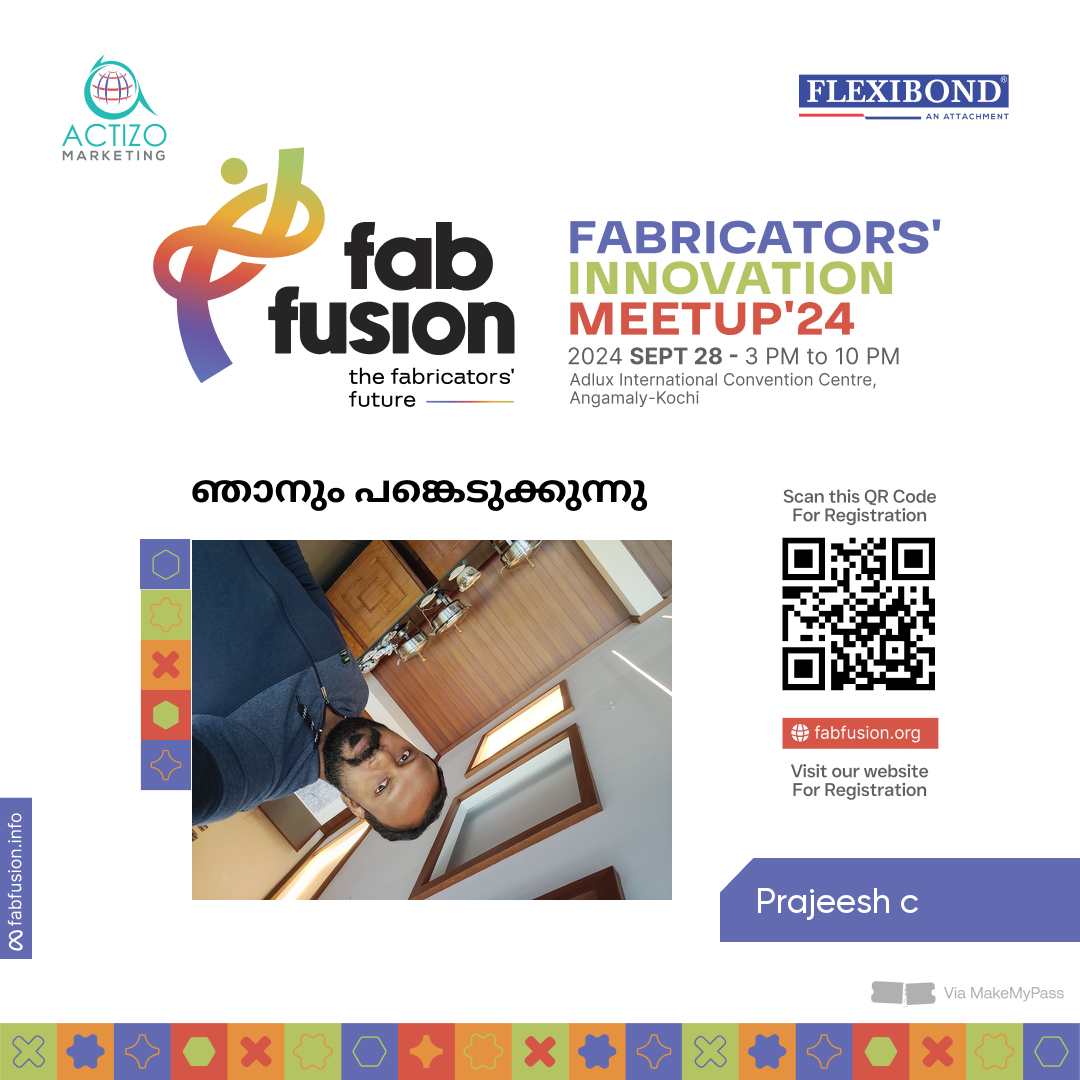 ACTIZO
MARKETING
FLEXIBOND®
AN ATTACHMENT
fab
fusion
the fabricators'
future
FABRICATORS'
INNOVATION
MEETUP'24
2024 SEPT 28 - 3 PM to 10 PM
Adlux International Convention Centre,
Angamaly-Kochi
ഞാനും പങ്കെടുക്കുന്നു
Scan this QR Code
For Registration
fabfusion.org
Visit our website
For Registration
fabfusion.info
Prajeesh c
Via MakeMyPass